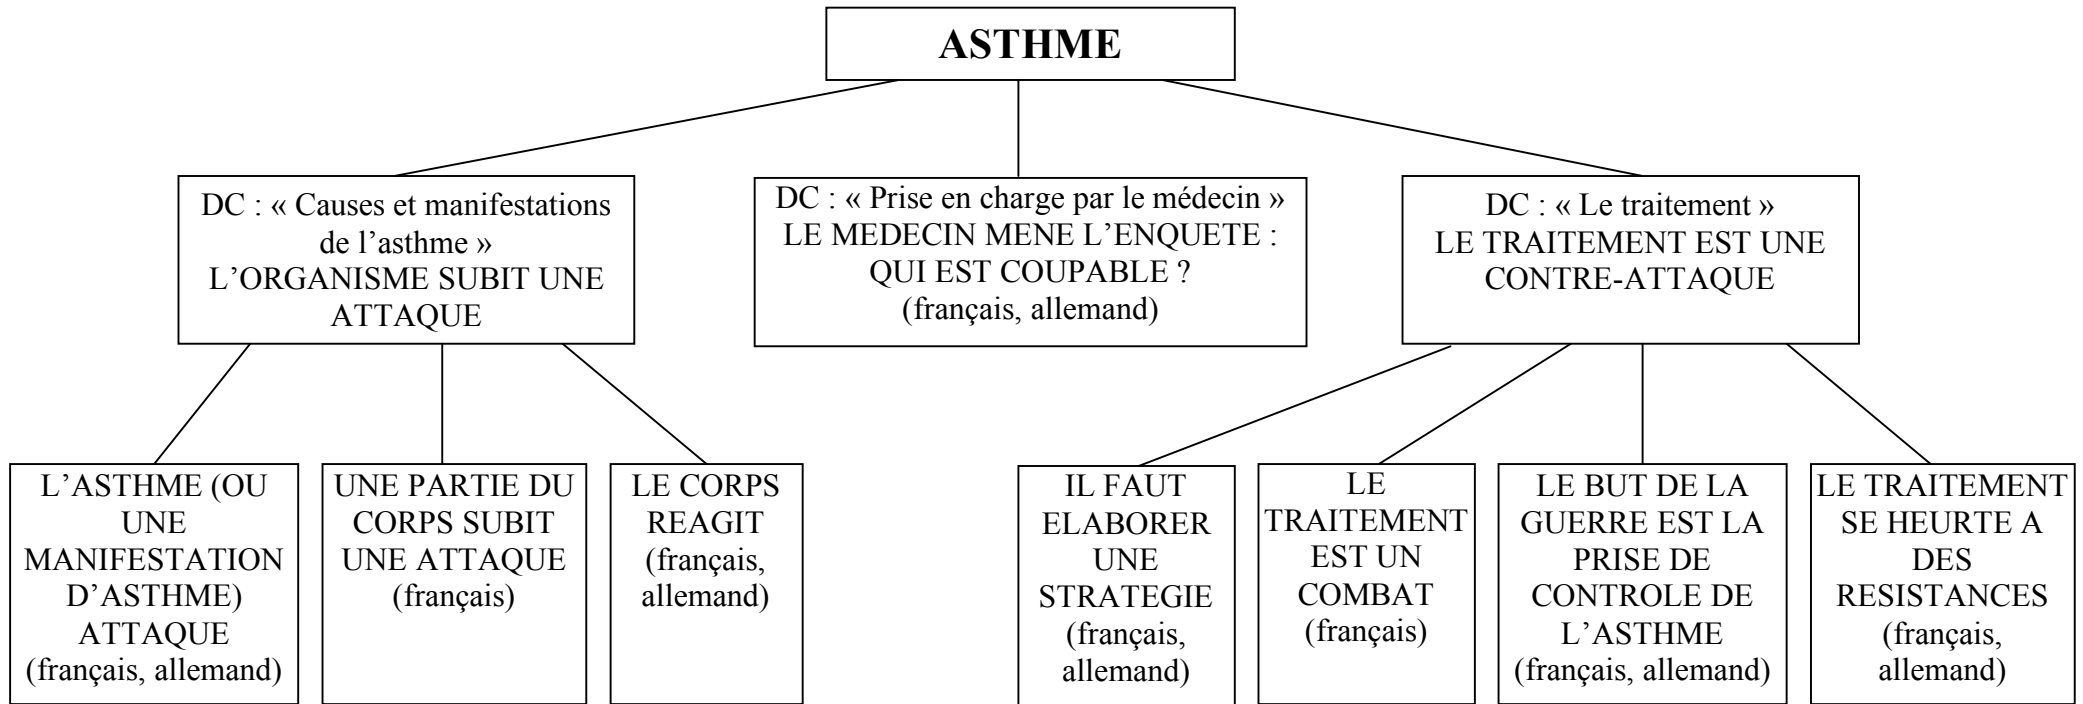 ASTHME
DC : « Causes et manifestations
de l’asthme »
L’ORGANISME SUBIT UNE
ATTAQUE
DC : « Prise en charge par le médecin »
LE MEDECIN MENE L’ENQUETE :
QUI EST COUPABLE ?
(français, allemand)
DC : « Le traitement »
LE TRAITEMENT EST UNE
CONTRE-ATTAQUE
L’ASTHME (OU
UNE
MANIFESTATION
D’ASTHME)
ATTAQUE
(français, allemand)
UNE PARTIE DU
CORPS SUBIT
UNE ATTAQUE
(français)
LE CORPS
REAGIT
(français,
allemand)
IL FAUT
ELABORER
UNE
STRATEGIE
(français,
allemand)
LE
TRAITEMENT
EST UN
COMBAT
(français)
LE BUT DE LA
GUERRE EST LA
PRISE DE
CONTROLE DE
L’ASTHME
(français, allemand)
LE TRAITEMENT
SE HEURTE A
DES
RESISTANCES
(français,
allemand)